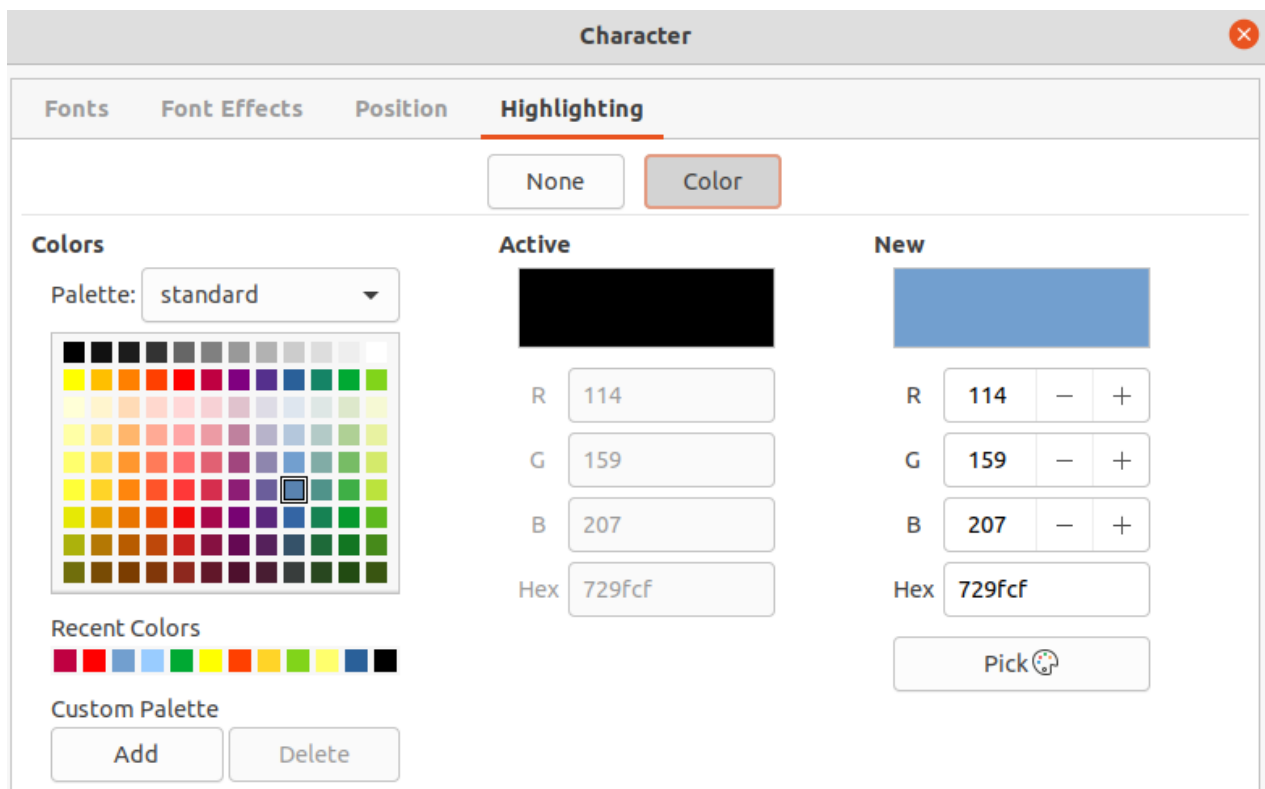 Character
Fonts Font Effects Position Highlighting
None Color
Colors
Palette: standard
Recent Colors
Custom Palette
Add Delete
Active
R 114
G 159
B 207
Hex 729fcf
New
R 114 − +
G 159 − +
B 207 − +
Hex 729fcf
Pick